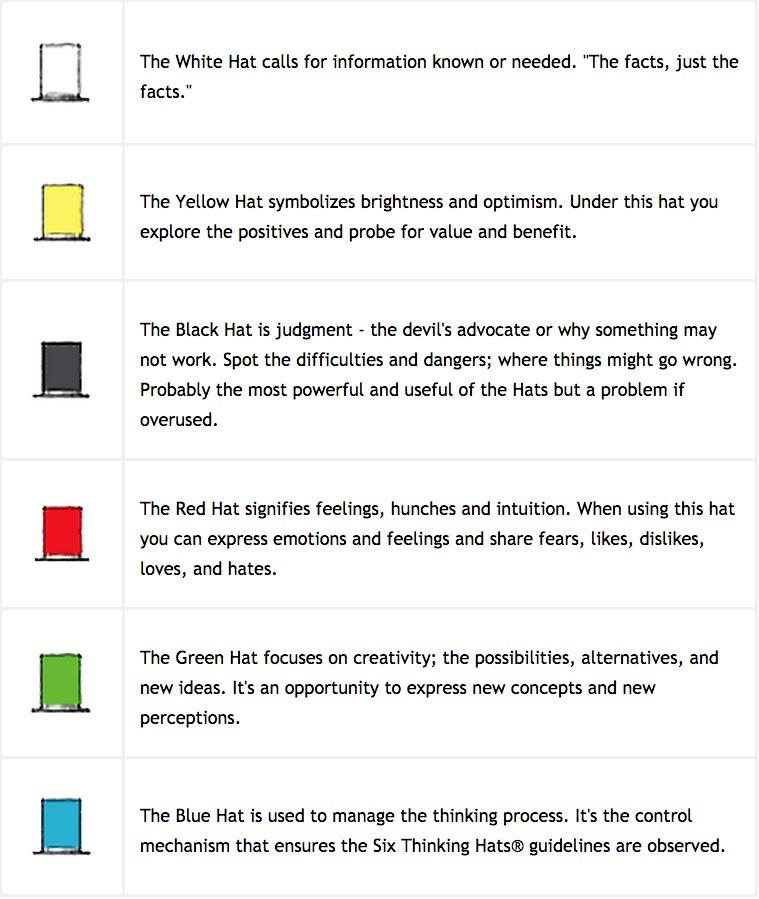 The White Hat calls for information known or needed. "The facts, just the
facts."
The Yellow Hat symbolizes brightness and optimism. Under this hat you
explore the positives and probe for value and benefit.
The Black Hat is judgment - the devil's advocate or why something may
not work. Spot the difficulties and dangers; where things might go wrong.
Probably the most powerful and useful of the Hats but a problem if
overused.
The Red Hat signifies feelings, hunches and intuition. When using this hat
you can express emotions and feelings and share fears, likes, dislikes,
loves, and hates.
The Green Hat focuses on creativity; the possibilities, alternatives, and
new ideas. It's an opportunity to express new concepts and new
perceptions.
The Blue Hat is used to manage the thinking process. It's the control
mechanism that ensures the Six Thinking Hats® guidelines are observed.